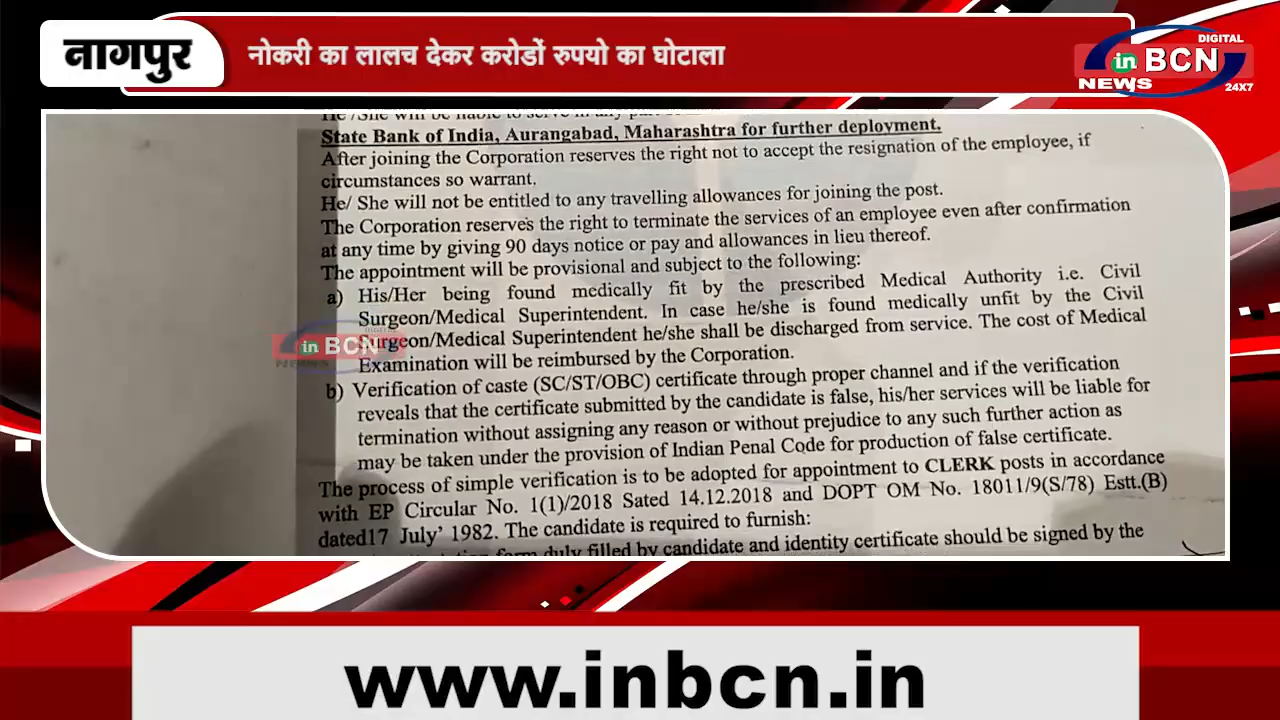 नागपुर
नोकरी का लालच देकर करोडों रुपयो का घोटाला
DIGITAL
in BCN
NEWS
24X7
State Bank of India, Aurangabad, Maharashtra for further deployment.
After joining the Corporation reserves the right not to accept the resignation of the employee, if
circumstances so warrant.
He/ She will not be entitled to any travelling allowances for joining the post.
The Corporation reserves the right to terminate the services of an employee even after confirmation
at any time by giving 90 days notice or pay and allowances in lieu thereof.
The appointment will be provisional and subject to the following:
a) His/Her being found medically fit by the prescribed Medical Authority i.e. Civil
Surgeon/Medical Superintendent. In case he/she is found medically unfit by the Civil
Surgeon/Medical Superintendent he/she shall be discharged from service. The cost of Medical
Examination will be reimbursed by the Corporation.
b) Verification of caste (SC/ST/OBC) certificate through proper channel and if the verification
reveals that the certificate submitted by the candidate is false, his/her services will be liable for
termination without assigning any reason or without prejudice to any such further action as
may be taken under the provision of Indian Penal Code for production of false certificate.
The process of simple verification is to be adopted for appointment to CLERK posts in accordance
with EP Circular No. 1(1)/2018 Sated 14.12.2018 and DOPT OM No. 18011/9(S/78) Estt.(B)
dated17 July' 1982. The candidate is required to furnish:
form duly filled by candidate and identity certificate should be signed by the
in BCN
NEWS
www.inbcn.in